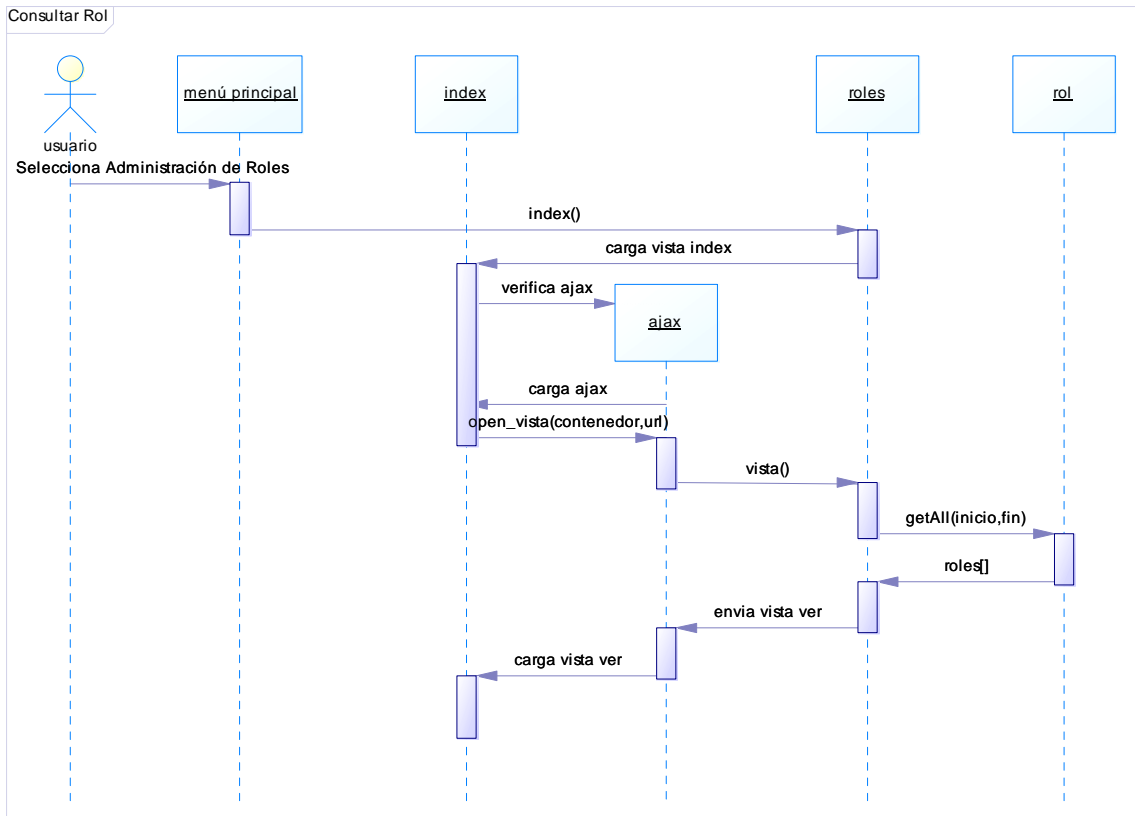 Consultar Rol
menú principal
index
roles
rol
usuario
Selecciona Administración de Roles
index()
carga vista index
verifica ajax
ajax
carga ajax
open_vista(contenedor,url)
vista()
getAll(inicio,fin)
roles[]
envia vista ver
carga vista ver